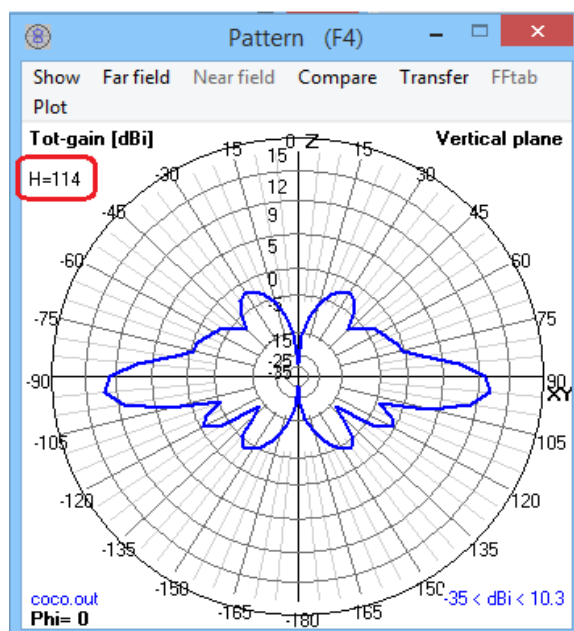 8 Pattern (F4)
Show Far field Near field Compare Transfer FFtab
Plot
Tot-gain [dBi] 0 Z Vertical plane
15 15 15
H=114
-30 12 30
-45 9 45
5
-60 0 60
-3
-75 75
-15
-25
-90 -35 90
XY
-105 105
-120 120
-135 135
-150 150
-165 -180 165
coco.out -35 < dBi < 10.3
Phi= 0